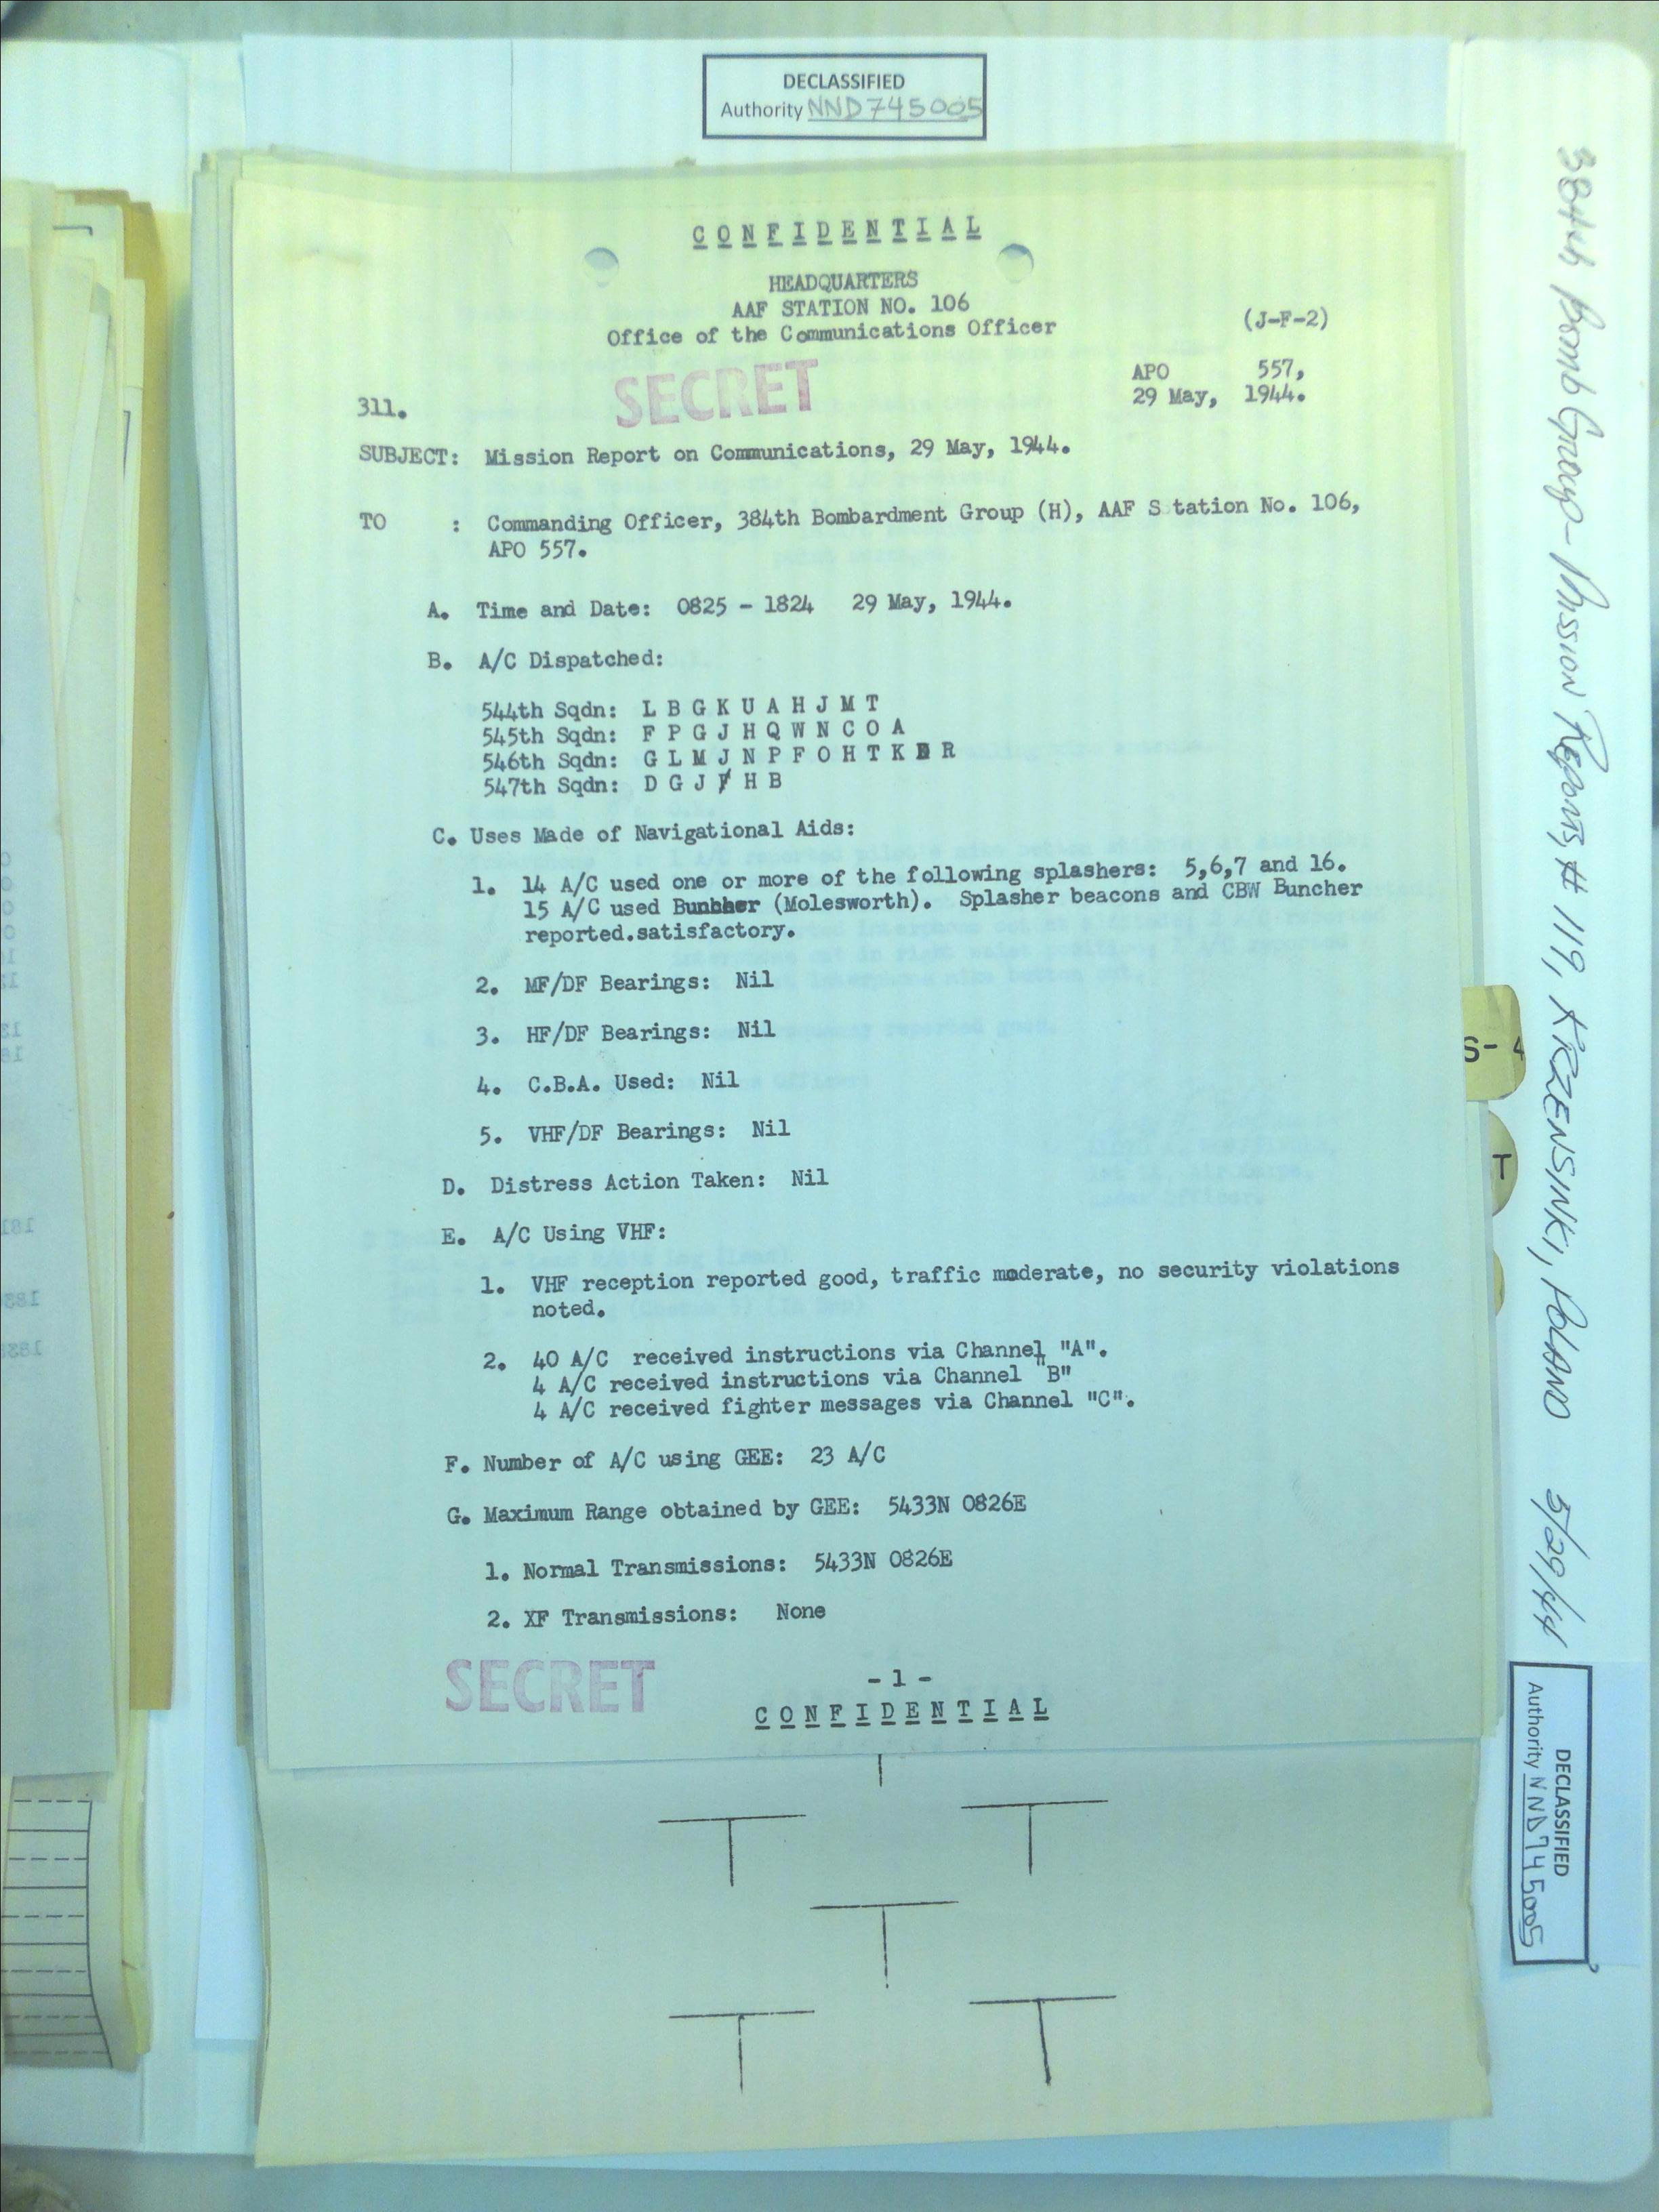 DECLASSIFIED
Authority NND745005
CONFIDENTIAL
HEADQUARTERS
AAF STATION NO. 106
Office of the Communications Officer
(J-F-2)
SECRET
APO 557,
29 May, 1944.
311.
SUBJECT: Mission Report on Communications, 29 May, 1944.
TO : Commanding Officer, 384th Bombardment Group (H), AAF Station No. 106,
APO 557.
A. Time and Date: 0825 - 1824 29 May, 1944.
B. A/C Dispatched:
544th Sqdn: L B G K U A H J M T
545th Sqdn: F P G J H Q W N C O A
546th Sqdn: G L M J N P F O H T K R
547th Sqdn: D G J F H B
C. Uses Made of Navigational Aids:
1. 14 A/C used one or more of the following splashers: 5,6,7 and 16.
15 A/C used Buncher (Molesworth). Splasher beacons and CBW Buncher
reported.satisfactory.
2. MF/DF Bearings: Nil
3. HF/DF Bearings: Nil
4. C.B.A. Used: Nil
5. VHF/DF Bearings: Nil
D. Distress Action Taken: Nil
E. A/C Using VHF:
1. VHF reception reported good, traffic moderate, no security violations
noted.
2. 40 A/C received instructions via Channel "A".
4 A/C received instructions via Channel "B"
4 A/C received fighter messages via Channel "C".
F. Number of A/C using GEE: 23 A/C
G. Maximum Range obtained by GEE: 5433N 0826E
1. Normal Transmissions: 5433N 0826E
2. XF Transmissions: None
SECRET
- 1 -
CONFIDENTIAL
384th Bomb Group - Mission Reports, # 119, KRZENSINKI, POLAND 5/29/44
DECLASSIFIED
Authority NND745005
S-4
T